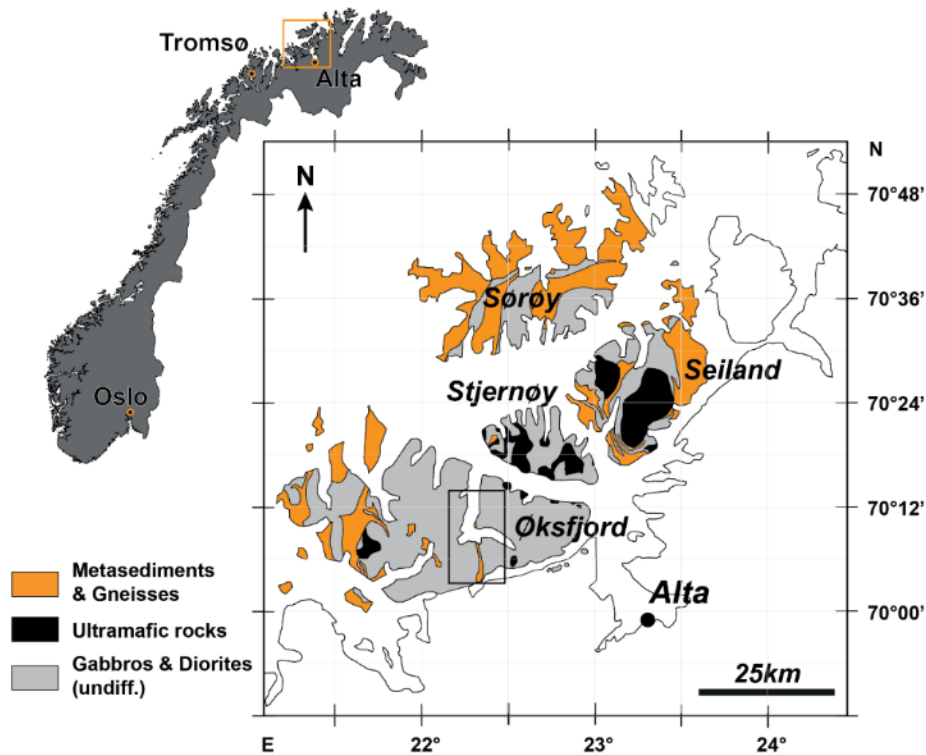 Tromsø
Alta
Oslo
N
N
70°48'
70°36'
70°24'
70°12'
70°00'
Sørøy
Seiland
Stjernøy
Øksfjord
Alta
25km
E
22°
23°
24°
Metasediments
& Gneisses
Ultramafic rocks
Gabbros & Diorites
(undiff.)